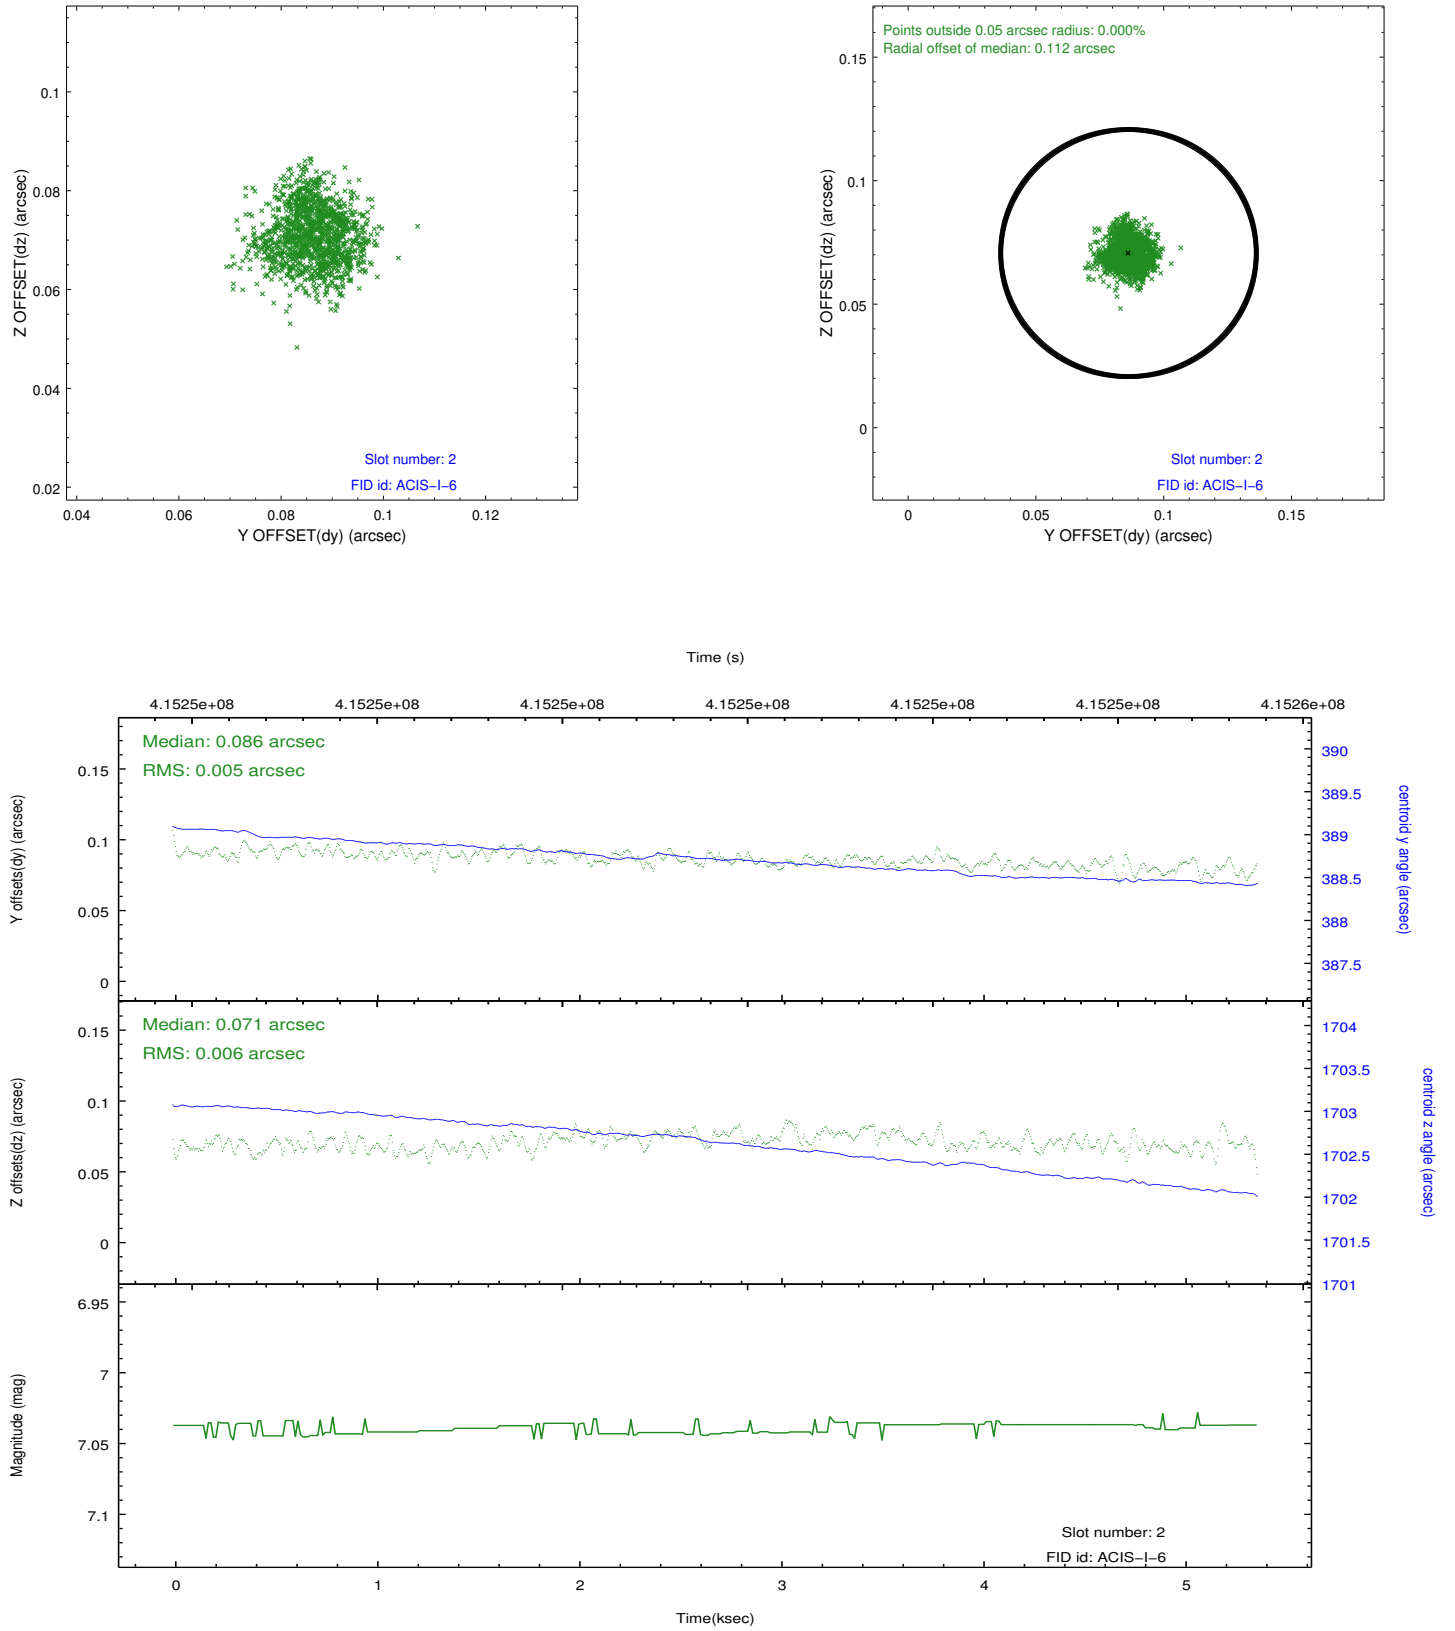 0.1
0.08
0.06
0.04
0.02
Z OFFSET(dz) (arcsec)
Slot number: 2
FID id: ACIS−I−6
0.04 0.06 0.08 0.1 0.12
Y OFFSET(dy) (arcsec)
Points outside 0.05 arcsec radius: 0.000%
Radial offset of median: 0.112 arcsec
0.15
0.1
0.05
0
Z OFFSET(dz) (arcsec)
Slot number: 2
FID id: ACIS−I−6
0 0.05 0.1 0.15
Y OFFSET(dy) (arcsec)
Time (s)
4.1525e+08 4.1525e+08 4.1525e+08 4.1525e+08 4.1525e+08 4.1525e+08 4.1526e+08
Median: 0.086 arcsec
RMS: 0.005 arcsec
0.15
0.1
0.05
0
Y offsets(dy) (arcsec)
390
389.5
389
388.5
388
387.5
centroid y angle (arcsec)
Median: 0.071 arcsec
RMS: 0.006 arcsec
0.15
0.1
0.05
0
Z offsets(dz) (arcsec)
1704
1703.5
1703
1702.5
1702
1701.5
1701
centroid z angle (arcsec)
6.95
7
7.05
7.1
Magnitude (mag)
Slot number: 2
FID id: ACIS−I−6
0 1 2 3 4 5
Time(ksec)